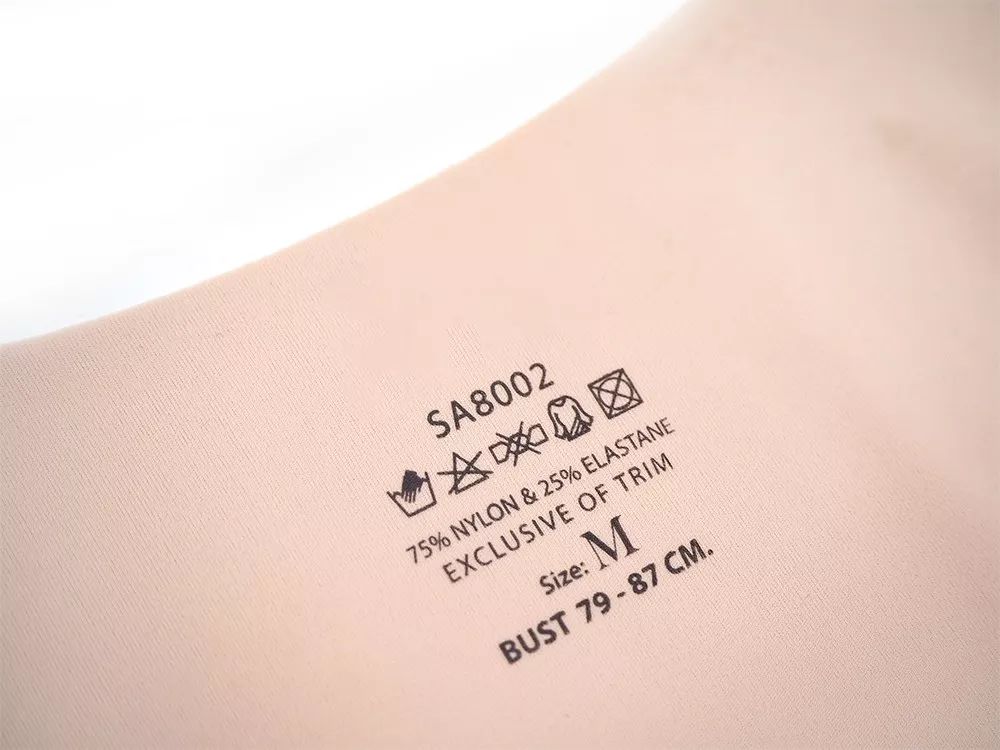 SA8002
75% NYLON & 25% ELASTANE
EXCLUSIVE OF TRIM
Size: M
BUST 79 - 87 CM.